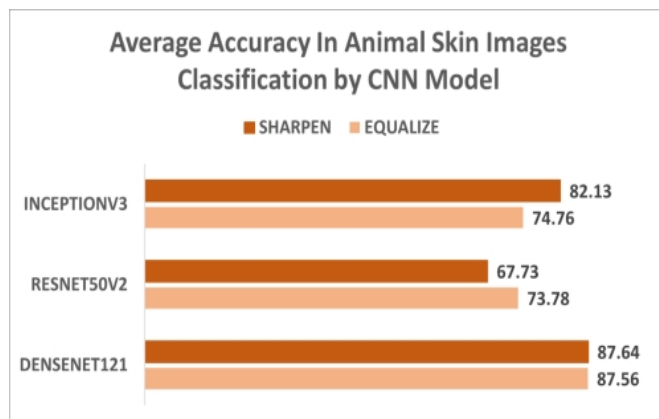 Average Accuracy In Animal Skin Images
Classification by CNN Model
SHARPEN EQUALIZE
INCEPTIONV3
82.13
74.76
RESNET50V2
67.73
73.78
DENSENET121
87.64
87.56